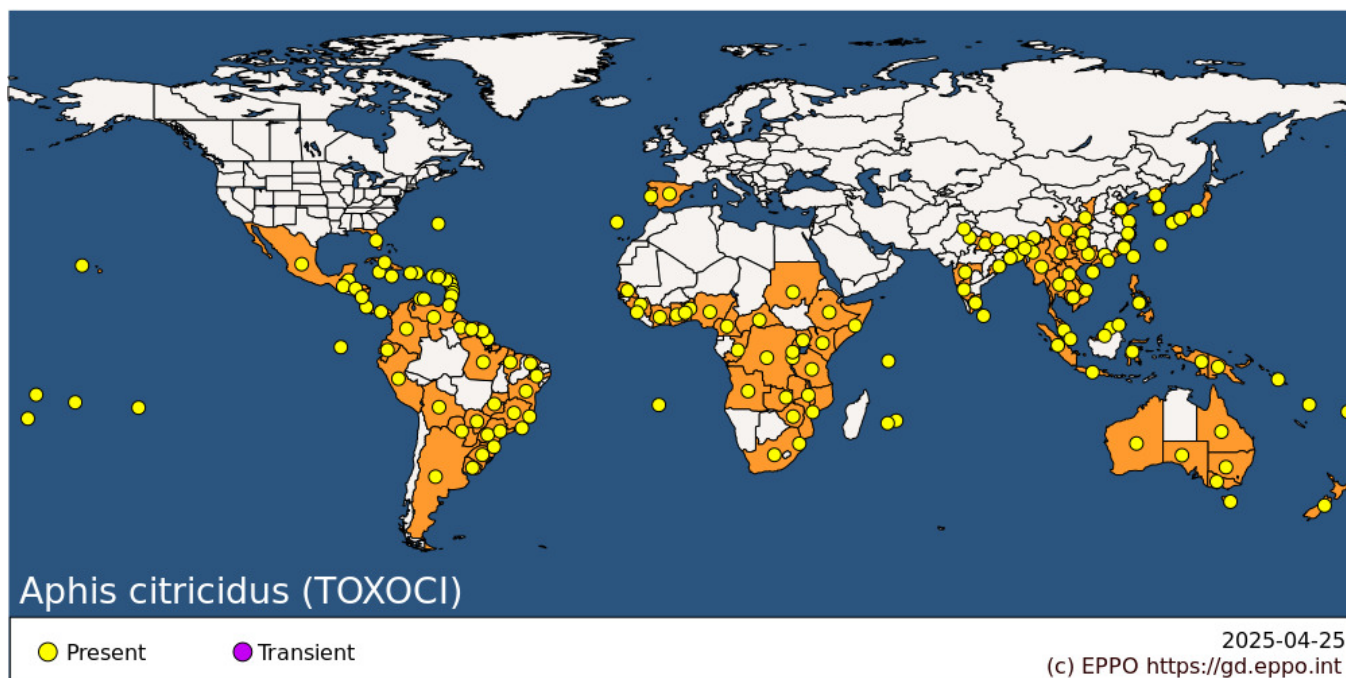 Aphis citricidus (TOXOCI)
Present
Transient
2025-04-25
(c) EPPO https://gd.eppo.int